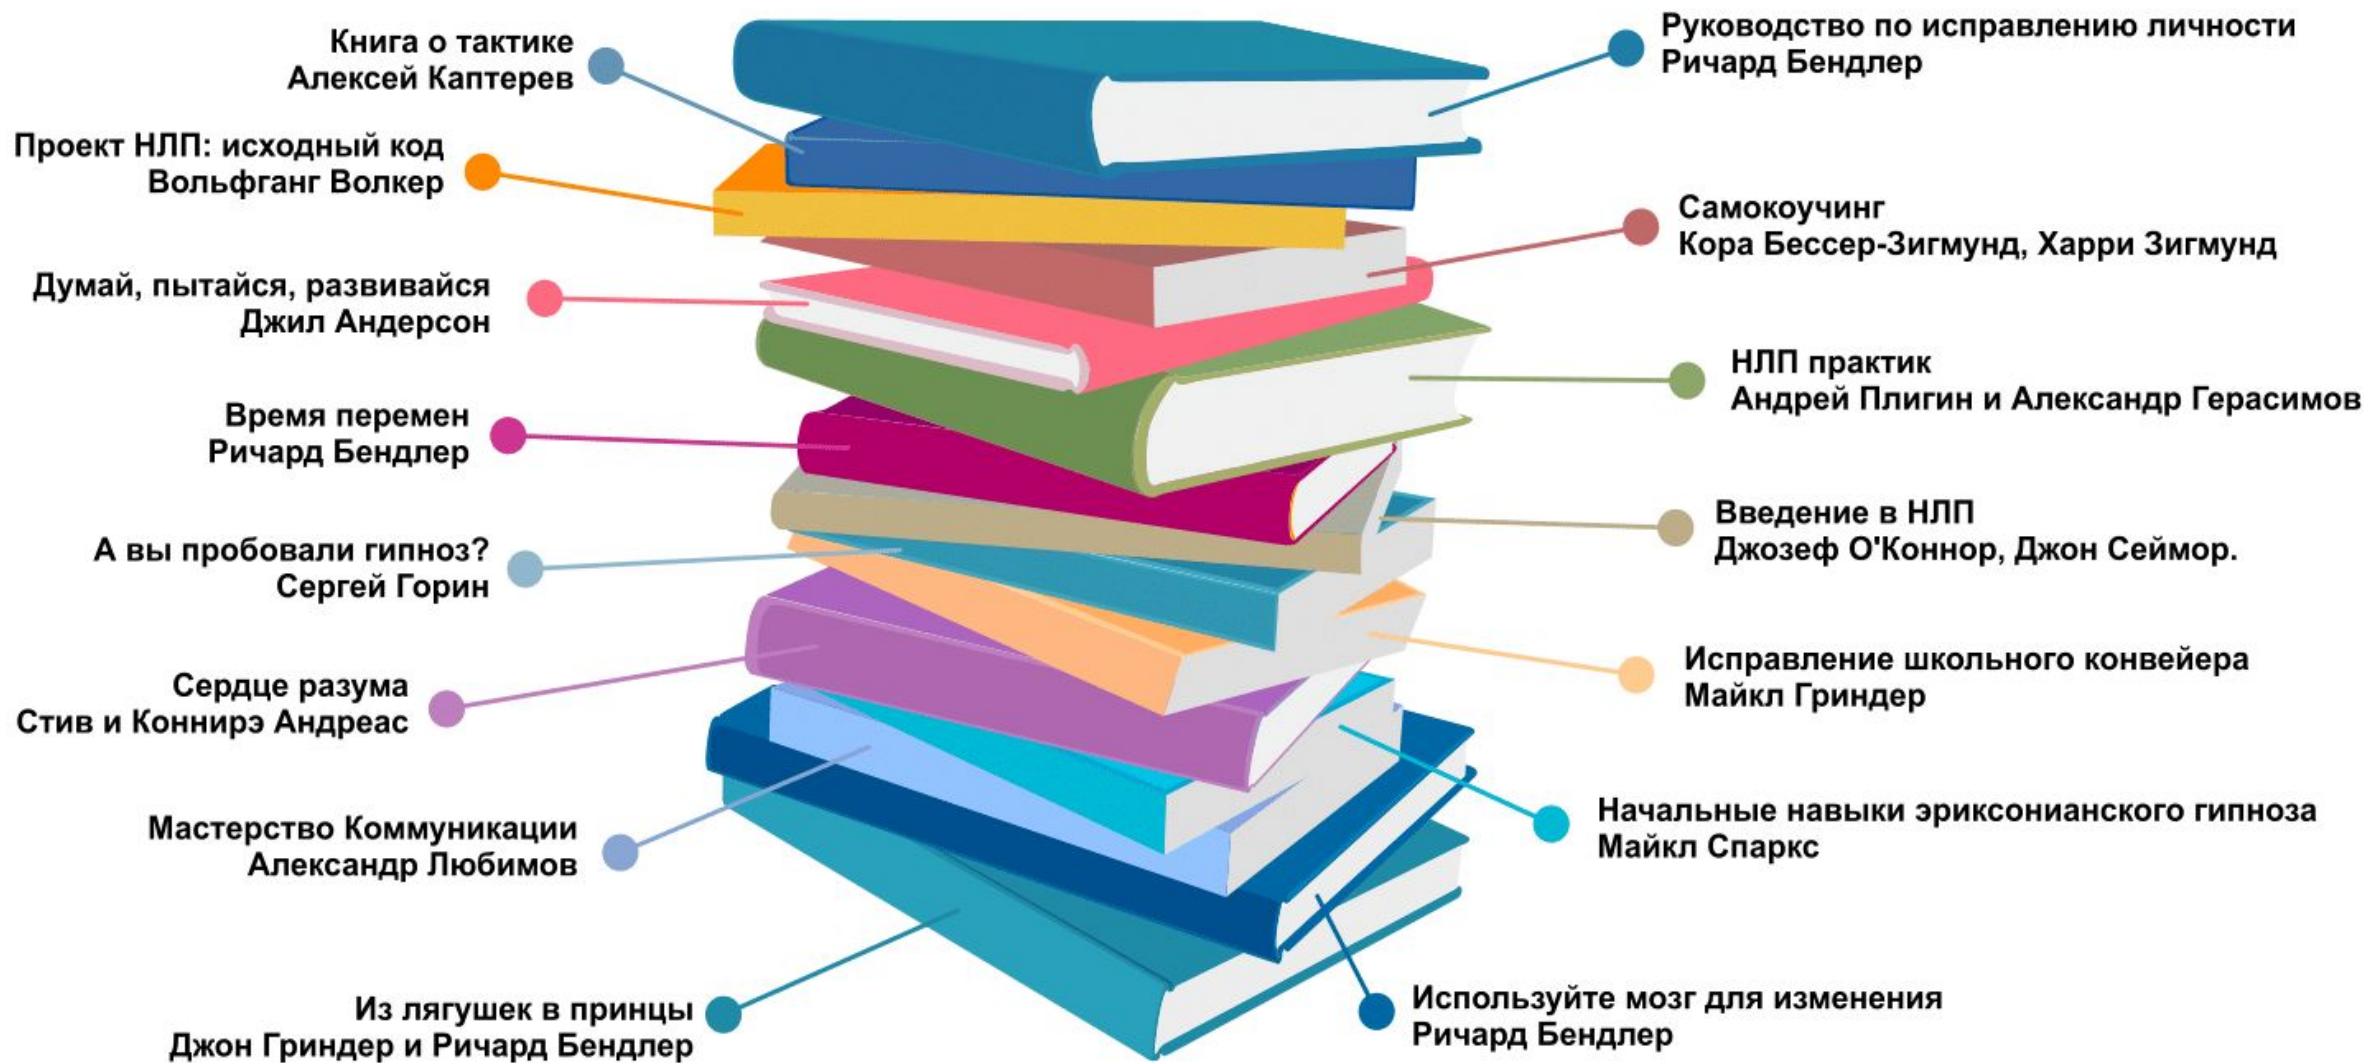 Книга о тактике
Алексей Каптерев
Руководство по исправлению личности
Ричард Бендлер
Проект НЛП: исходный код
Вольфганг Волкер
Самокоучинг
Кора Бессер-Зигмунд, Харри Зигмунд
Думай, пытайся, развивайся
Джил Андерсон
НЛП практик
Андрей Плигин и Александр Герасимов
Время перемен
Ричард Бендлер
Введение в НЛП
Джозеф О'Коннор, Джон Сеймор.
А вы пробовали гипноз?
Сергей Горин
Исправление школьного конвейера
Майкл Гриндер
Сердце разума
Стив и Коннирэ Андреас
Начальные навыки эриксонианского гипноза
Майкл Спаркс
Мастерство Коммуникации
Александр Любимов
Используйте мозг для изменения
Ричард Бендлер
Из лягушек в принцы
Джон Гриндер и Ричард Бендлер